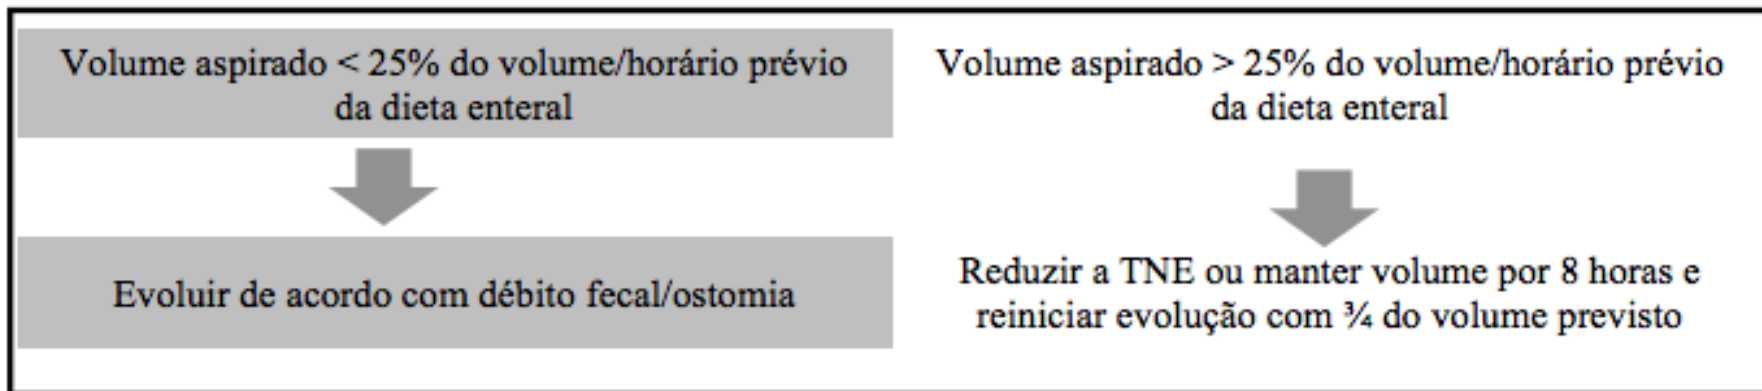 Volume aspirado < 25% do volume/horário prévio
da dieta enteral
Volume aspirado > 25% do volume/horário prévio
da dieta enteral
Evoluir de acordo com débito fecal/ostomia
Reduzir a TNE ou manter volume por 8 horas e
reiniciar evolução com ¾ do volume previsto